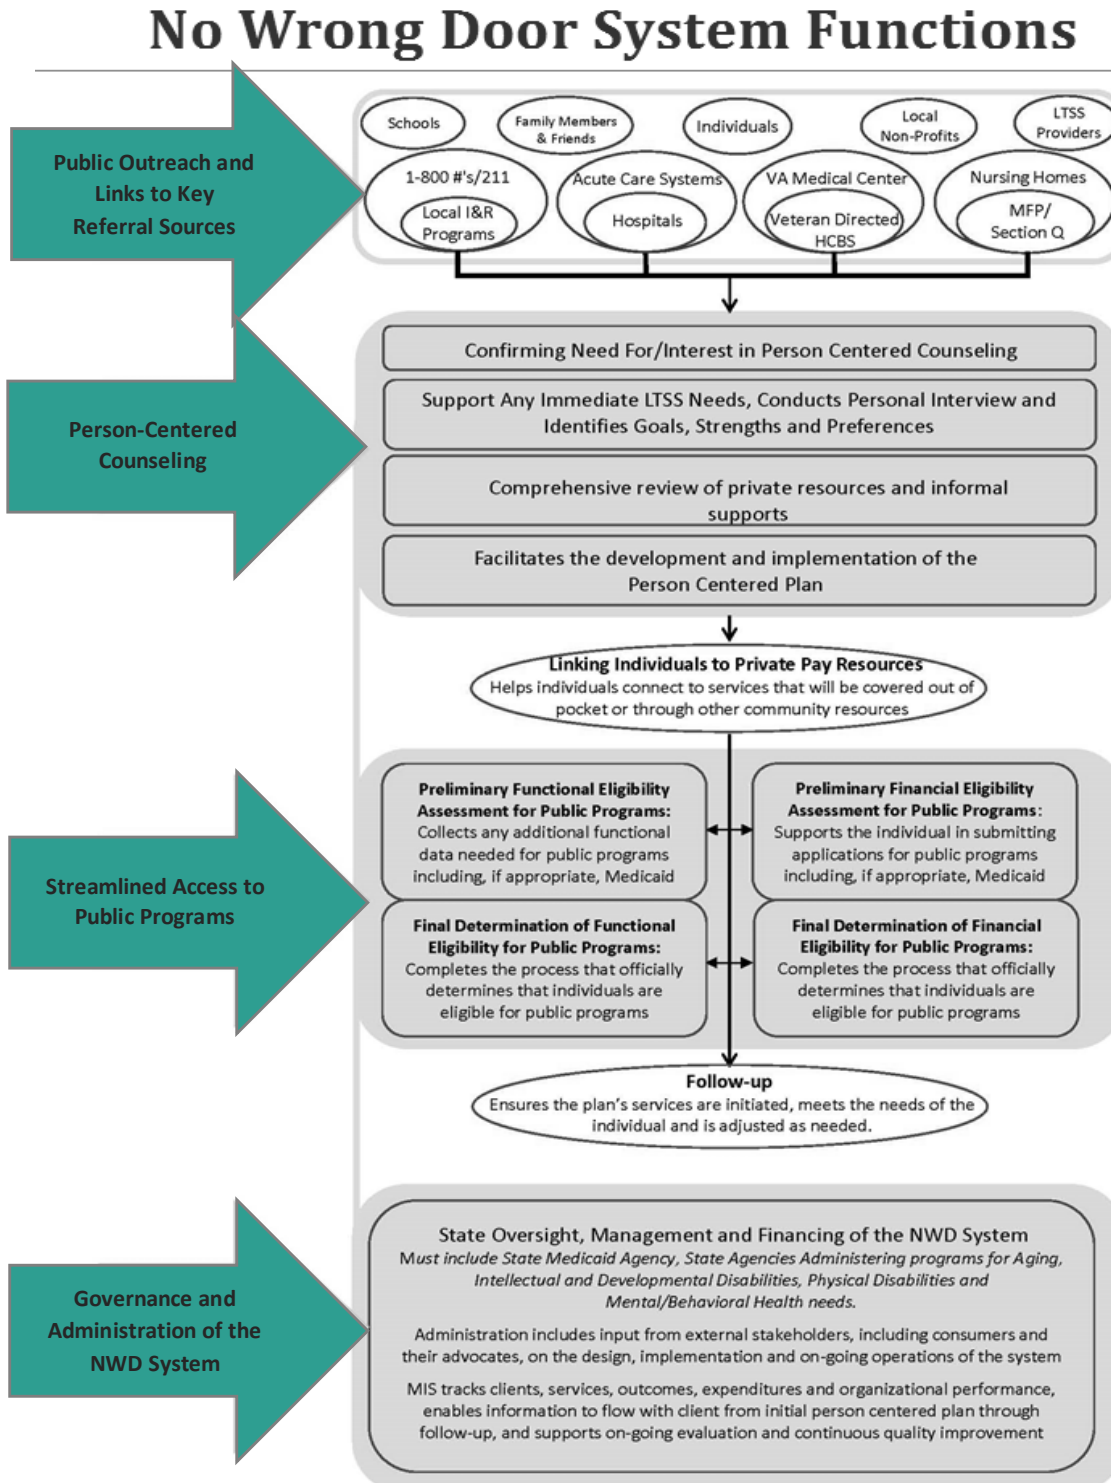 No Wrong Door System Functions
Public Outreach and
Links to Key
Referral Sources
Schools
Family Members
& Friends
Individuals
Local
Non-Profits
LTSS
Providers
1-800 #'s/211
Local I&R
Programs
Acute Care Systems
Hospitals
VA Medical Center
Veteran Directed
HCBS
Nursing Homes
MFP/
Section Q
Person-Centered
Counseling
Confirming Need For/Interest in Person Centered Counseling
Support Any Immediate LTSS Needs, Conducts Personal Interview and
Identifies Goals, Strengths and Preferences
Comprehensive review of private resources and informal
supports
Facilitates the development and implementation of the
Person Centered Plan
Linking Individuals to Private Pay Resources
Helps individuals connect to services that will be covered out of
pocket or through other community resources
Streamlined Access to
Public Programs
Preliminary Functional Eligibility
Assessment for Public Programs:
Collects any additional functional
data needed for public programs
including, if appropriate, Medicaid
Preliminary Financial Eligibility
Assessment for Public Programs:
Supports the individual in submitting
applications for public programs
including, if appropriate, Medicaid
Final Determination of Functional
Eligibility for Public Programs:
Completes the process that officially
determines that individuals are
eligible for public programs
Final Determination of Financial
Eligibility for Public Programs:
Completes the process that officially
determines that individuals are
eligible for public programs
Follow-up
Ensures the plan's services are initiated, meets the needs of the
individual and is adjusted as needed.
Governance and
Administration of the
NWD System
State Oversight, Management and Financing of the NWD System
Must include State Medicaid Agency, State Agencies Administering programs for Aging,
Intellectual and Developmental Disabilities, Physical Disabilities and
Mental/Behavioral Health needs.
Administration includes input from external stakeholders, including consumers and
their advocates, on the design, implementation and on-going operations of the system
MIS tracks clients, services, outcomes, expenditures and organizational performance,
enables information to flow with client from initial person centered plan through
follow-up, and supports on-going evaluation and continuous quality improvement